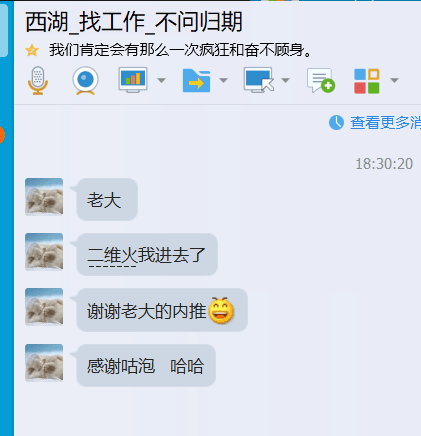 西湖_找工作_不问归期
我们肯定会有那么一次疯狂和奋不顾身。
查看更多消
18:30:20
老大
二维火我进去了
谢谢老大的内推
感谢咕泡 哈哈